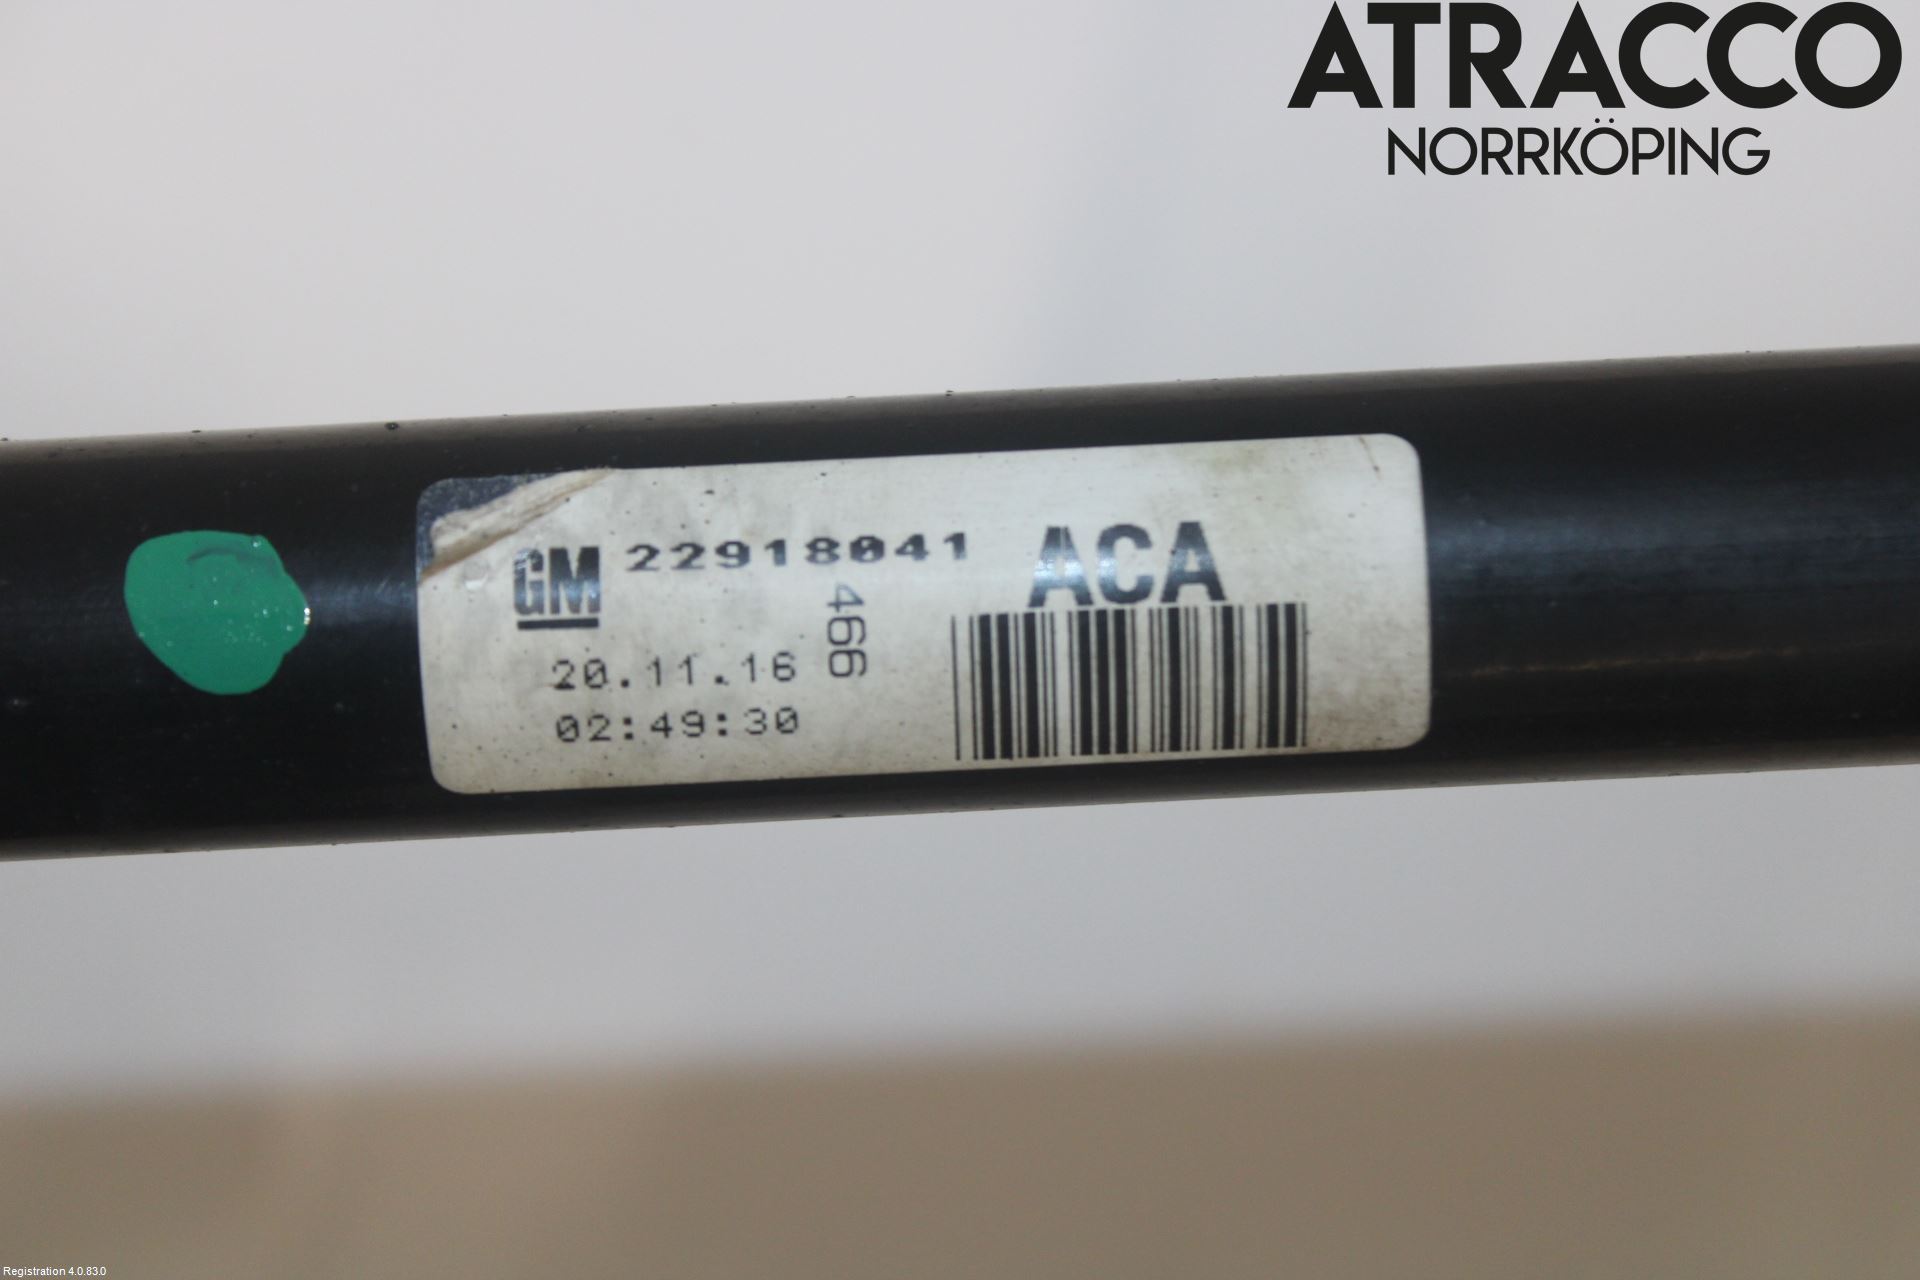 ATRACCO
NORRKÖPING
GM 22918041 ACA
466
20.11.16
02:49:30
Registration 4.0.83.0